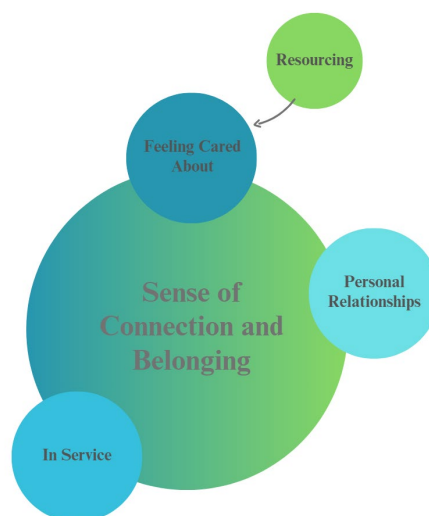 Resourcing
Feeling Cared
About
Personal
Relationships
Sense of
Connection and
Belonging
In Service